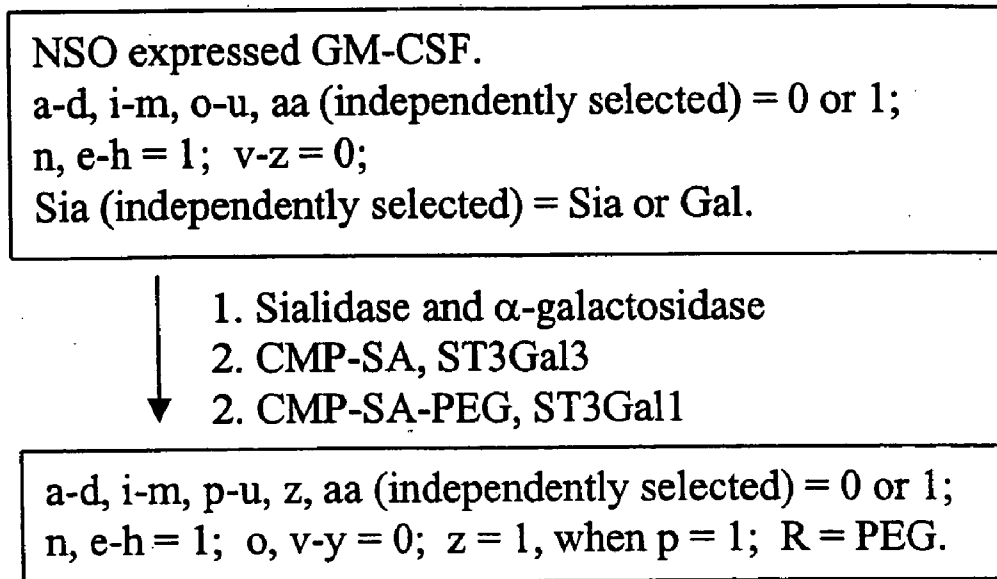 NSO expressed GM-CSF.
a-d, i-m, o-u, aa (independently selected) = 0 or 1;
n, e-h = 1; v-z = 0;
Sia (independently selected) = Sia or Gal.
1. Sialidase and α-galactosidase
2. CMP-SA, ST3Gal3
2. CMP-SA-PEG, ST3Gal1
a-d, i-m, p-u, z, aa (independently selected) = 0 or 1;
n, e-h = 1; o, v-y = 0; z = 1, when p = 1; R = PEG.